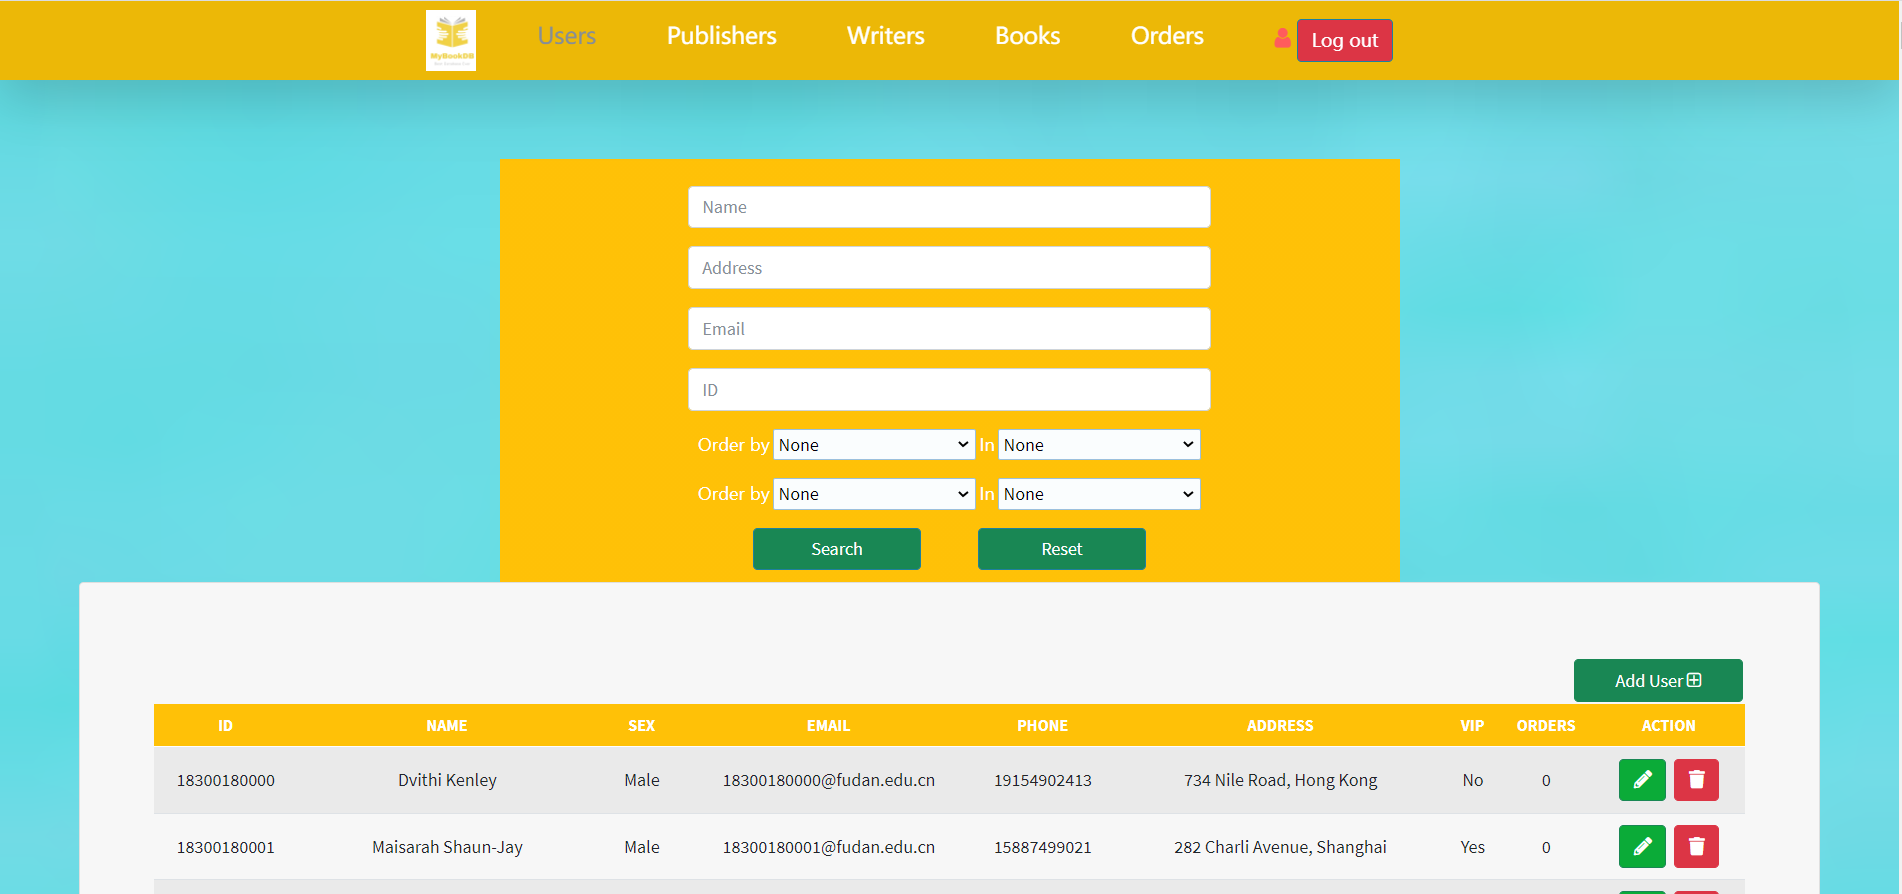 MyBookDB
Users Publishers Writers Books Orders Log out
Name
Address
Email
ID
Order by None In None
Order by None In None
Search Reset
Add User
ID NAME SEX EMAIL PHONE ADDRESS VIP ORDERS ACTION
18300180000 Dvithi Kenley Male 18300180000@fudan.edu.cn 19154902413 734 Nile Road, Hong Kong No 0
18300180001 Maisarah Shaun-Jay Male 18300180001@fudan.edu.cn 15887499021 282 Charli Avenue, Shanghai Yes 0